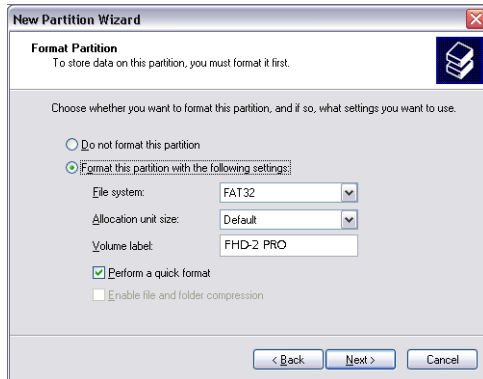 New Partition Wizard
Format Partition
To store data on this partition, you must format it first.
Choose whether you want to format this partition, and if so, what settings you want to use.
Do not format this partition
Format this partition with the following settings:
File system: FAT32
Allocation unit size: Default
Volume label: FHD-2 PRO
Perform a quick format
Enable file and folder compression
< Back Next > Cancel